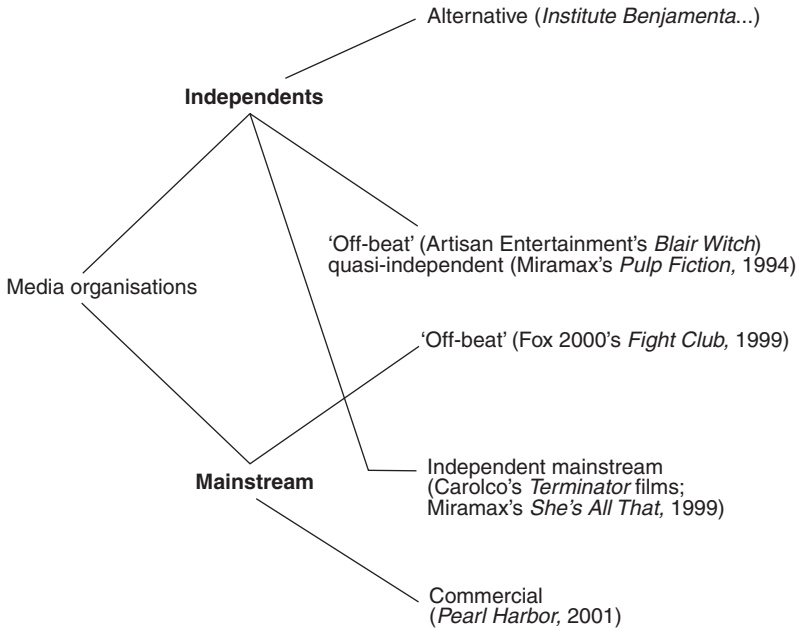 Alternative (Institute Benjamenta...)
Independents
'Off-beat' (Artisan Entertainment's Blair Witch)
quasi-independent (Miramax's Pulp Fiction, 1994)
Media organisations
'Off-beat' (Fox 2000's Fight Club, 1999)
Independent mainstream
(Carolco's Terminator films;
Miramax's She's All That, 1999)
Mainstream
Commercial
(Pearl Harbor, 2001)